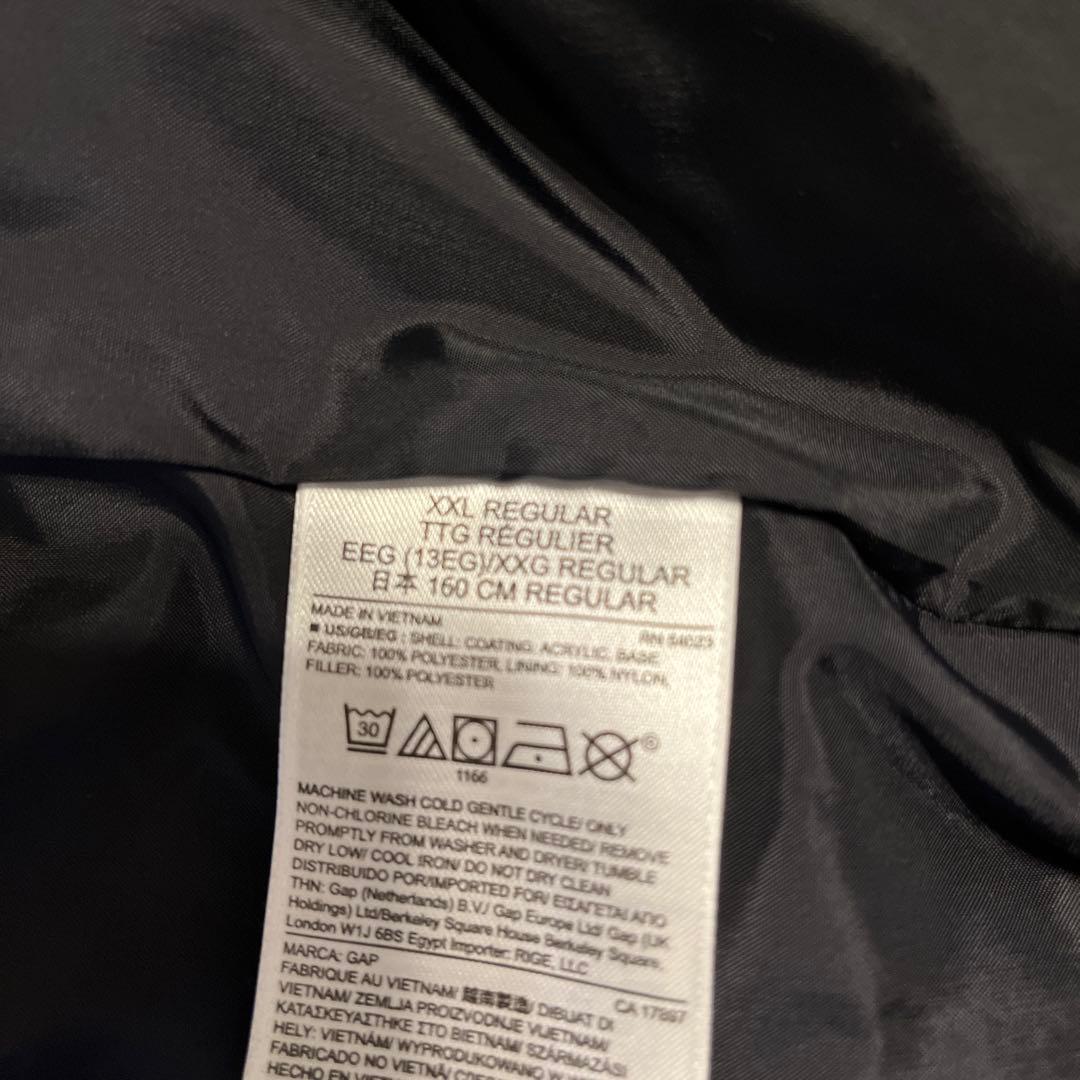 XXL REGULAR
TTG RÉGULIER
EEG (13EG)/XXG REGULAR
日本 160 CM REGULAR
MADE IN VIETNAM RN 54023
■ US/GB/EG : SHELL: COATING, ACRYLIC, BASE
FABRIC: 100% POLYESTER, LINING: 100% NYLON,
FILLER: 100% POLYESTER
30
1166
MACHINE WASH COLD GENTLE CYCLE/ ONLY
NON-CHLORINE BLEACH WHEN NEEDED/ REMOVE
PROMPTLY FROM WASHER AND DRYER/ TUMBLE
DRY LOW/ COOL IRON/ DO NOT DRY CLEAN
DISTRIBUIDO POR/IMPORTED FOR/ ΕΙΣΑΓΕΤΑΙ ΑΠΟ
ΤΗΝ: Gap (Netherlands) B.V./ Gap Europe Ltd/ Gap (UK
Holdings) Ltd/Berkeley Square House Berkeley Square,
London W1J 6BS Egypt Importer: RIGE, LLC
MARCA: GAP CA 17897
FABRIQUÉ AU VIETNAM/ 越南製造/ DIBUAT DI
VIETNAM/ ZEMLJA PROIZVODNJE VIJETNAM/
ΚΑΤΑΣΚΕΥΑΣΤΗΚΕ ΣΤΟ ΒΙΕΤΝΑΜ/ SZÁRMAZÁSI
HELY: VIETNÁM/ WYPRODUKOWANO W
FABRICADO NO VIETNÃ/
HECHO EN